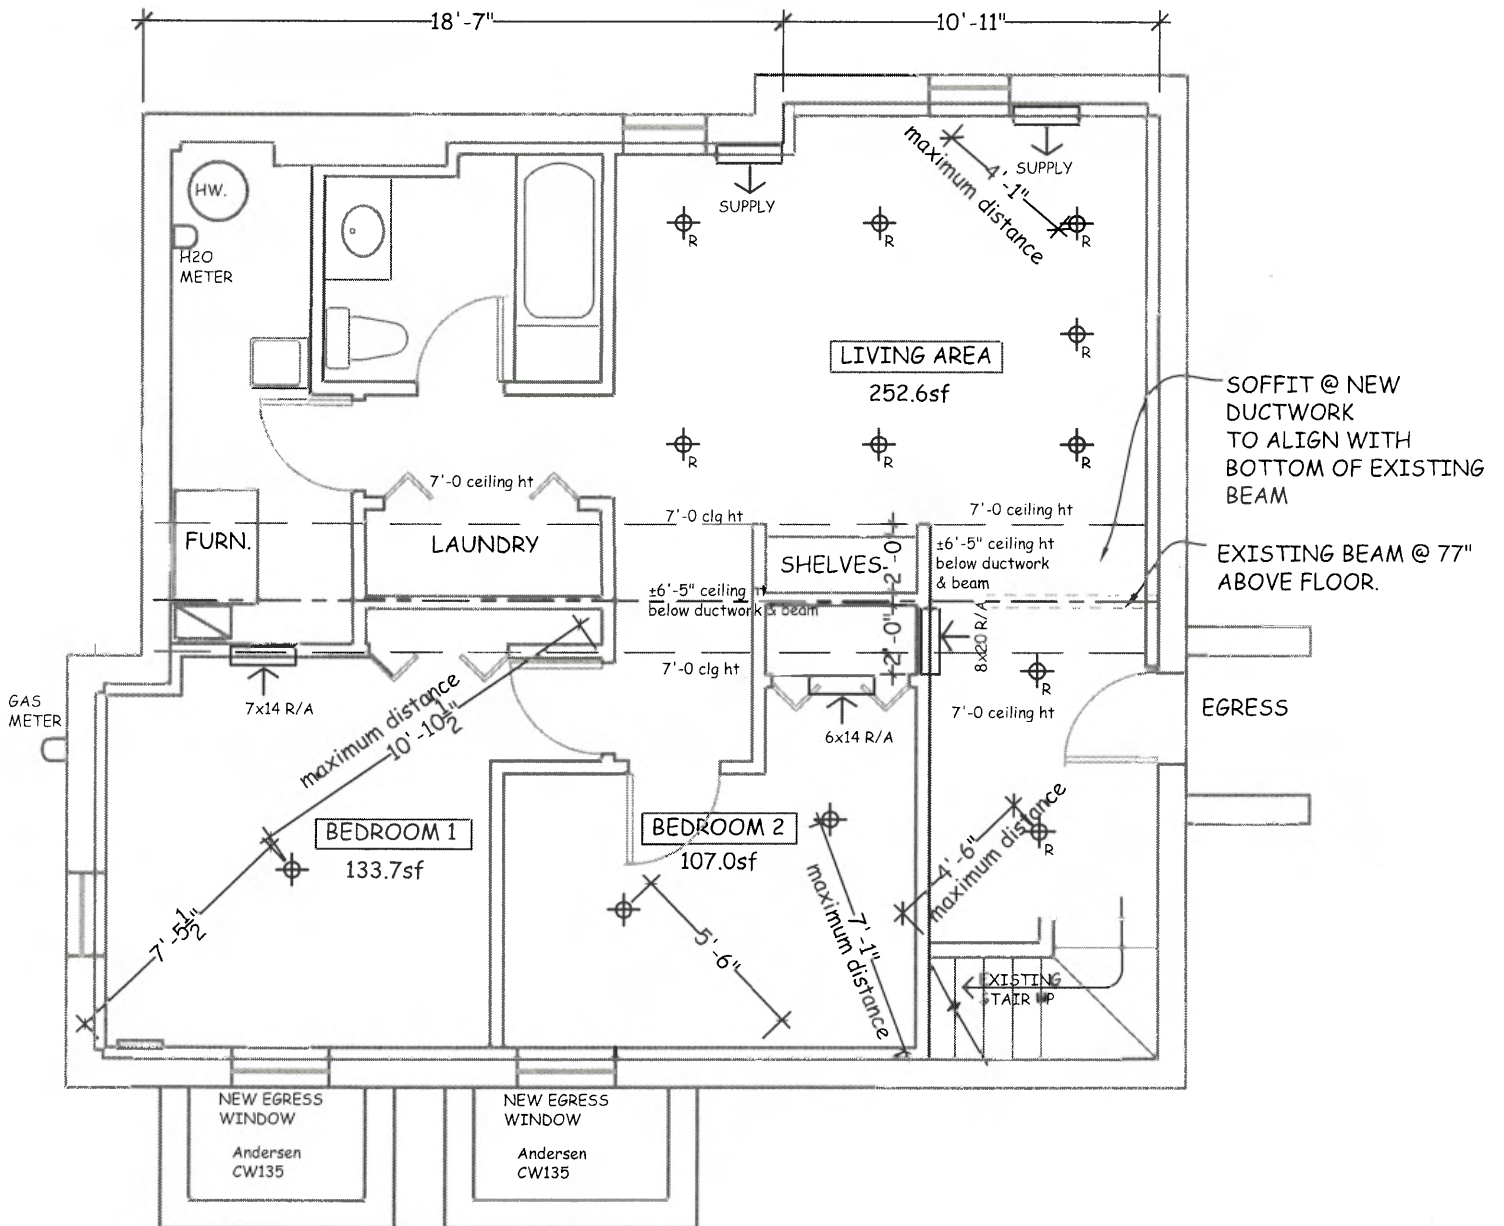 18'-7"
10'-11"
HW.
H2O
METER
SUPPLY
SUPPLY
4'-1"
maximum distance
R
R
R
R
LIVING AREA
252.6sf
R
R
R
SOFFIT @ NEW
DUCTWORK
TO ALIGN WITH
BOTTOM OF EXISTING
BEAM
7'-0 ceiling ht
7'-0 clg ht
7'-0 ceiling ht
FURN.
LAUNDRY
SHELVES
2'-0"
±6'-5" ceiling ht
below ductwork
& beam
EXISTING BEAM @ 77"
ABOVE FLOOR.
±6'-5" ceiling ht
below ductwork & beam
2'-0"
8x20 R/A
7'-0 clg ht
R
GAS
METER
7x14 R/A
maximum distance
10'-10 1/2"
6x14 R/A
7'-0 ceiling ht
EGRESS
BEDROOM 1
133.7sf
BEDROOM 2
107.0sf
R
4'-6"
maximum distance
7'-5 1/2"
5'-6"
7'-1"
maximum distance
EXISTING
STAIR UP
NEW EGRESS
WINDOW
Andersen
CW135
NEW EGRESS
WINDOW
Andersen
CW135